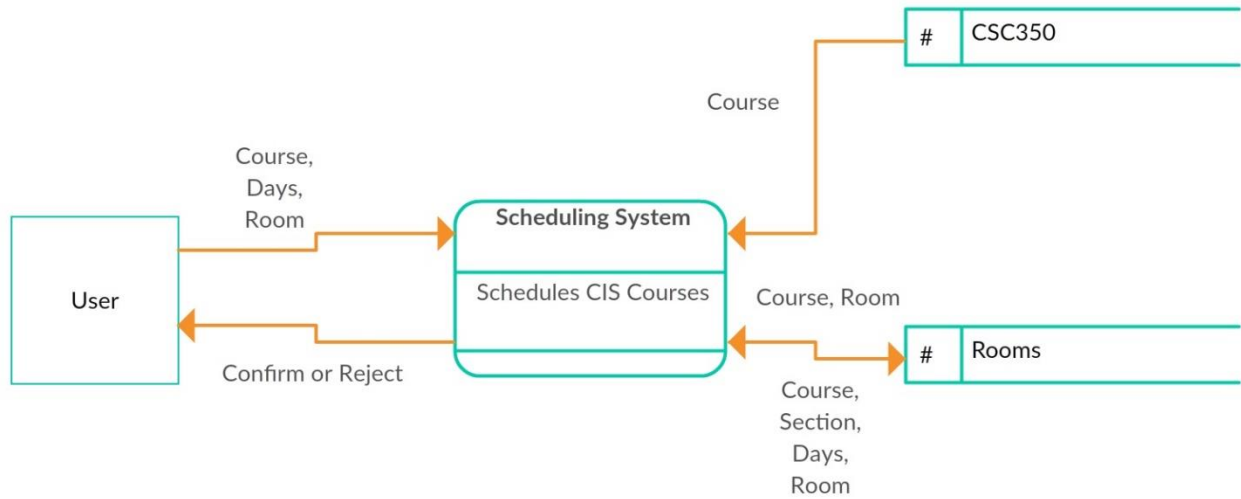 # CSC350
Course
Course,
Days,
Room
Scheduling System
User
Schedules CIS Courses
Course, Room
# Rooms
Confirm or Reject
Course,
Section,
Days,
Room